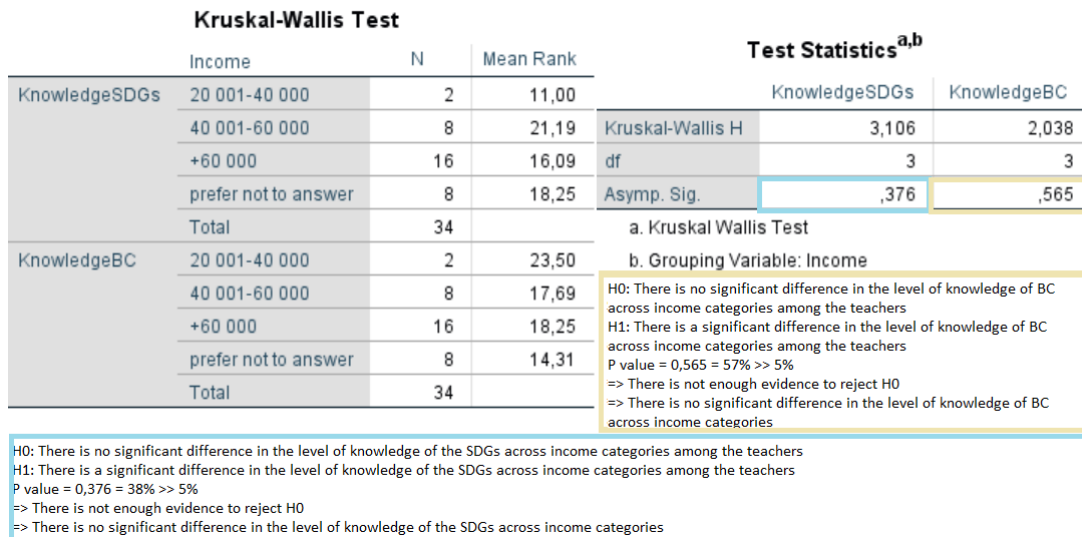 Kruskal-Wallis Test
Income N Mean Rank
KnowledgeSDGs 20 001-40 000 2 11,00
40 001-60 000 8 21,19
+60 000 16 16,09
prefer not to answer 8 18,25
Total 34
KnowledgeBC 20 001-40 000 2 23,50
40 001-60 000 8 17,69
+60 000 16 18,25
prefer not to answer 8 14,31
Total 34
Test Statistics a,b
KnowledgeSDGs KnowledgeBC
Kruskal-Wallis H 3,106 2,038
df 3 3
Asymp. Sig. ,376 ,565
a. Kruskal Wallis Test
b. Grouping Variable: Income
H0: There is no significant difference in the level of knowledge of BC
across income categories among the teachers
H1: There is a significant difference in the level of knowledge of BC
across income categories among the teachers
P value = 0,565 = 57% >> 5%
=> There is not enough evidence to reject H0
=> There is no significant difference in the level of knowledge of BC
across income categories
H0: There is no significant difference in the level of knowledge of the SDGs across income categories among the teachers
H1: There is a significant difference in the level of knowledge of the SDGs across income categories among the teachers
P value = 0,376 = 38% >> 5%
=> There is not enough evidence to reject H0
=> There is no significant difference in the level of knowledge of the SDGs across income categories